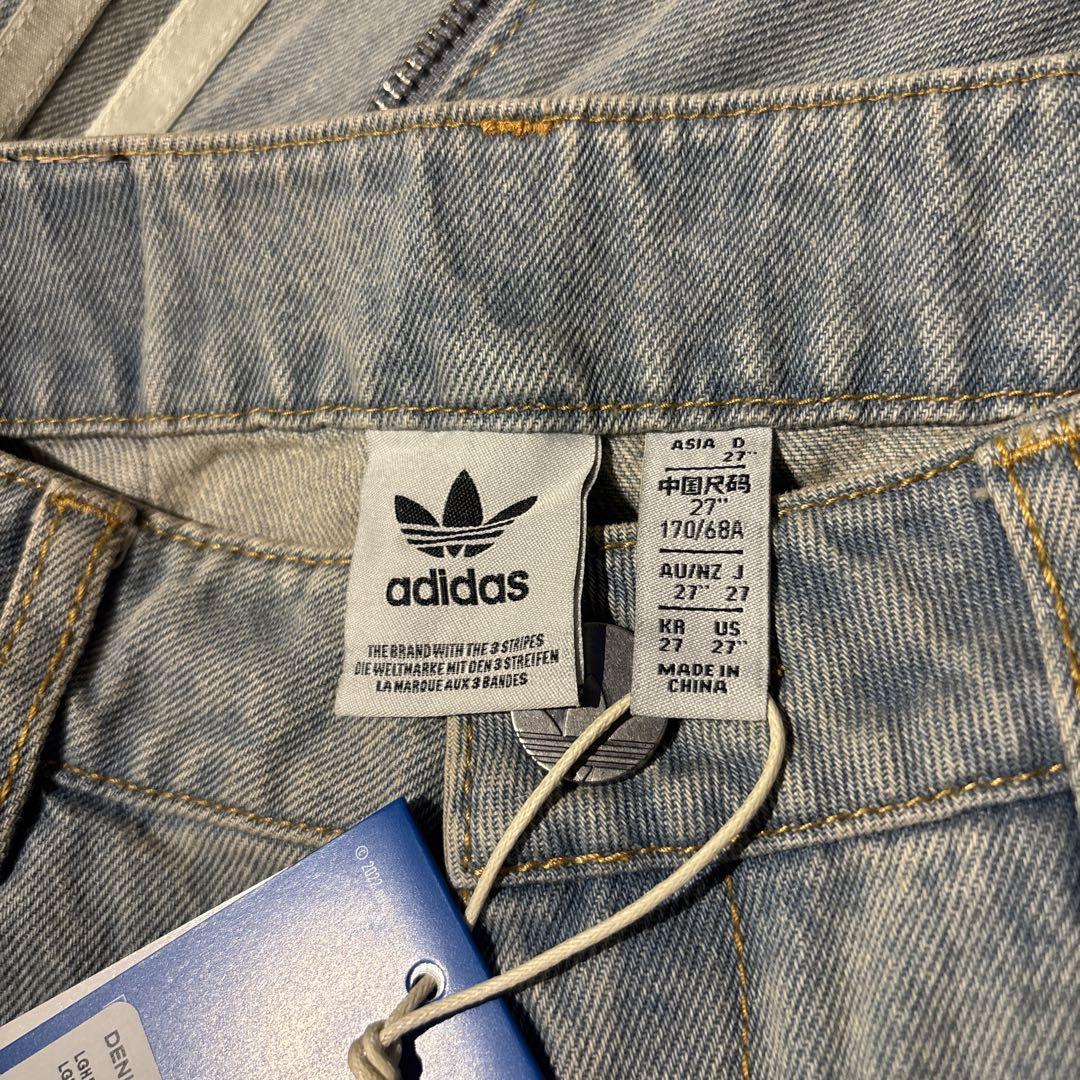 adidas
THE BRAND WITH THE 3 STRIPES
DIE WELTMARKE MIT DEN 3 STREIFEN
LA MARQUE AUX 3 BANDES
ASIA D
27"
中国尺码
27"
170/68A
AU/NZ J
27" 27
KR US
27 27"
MADE IN
CHINA